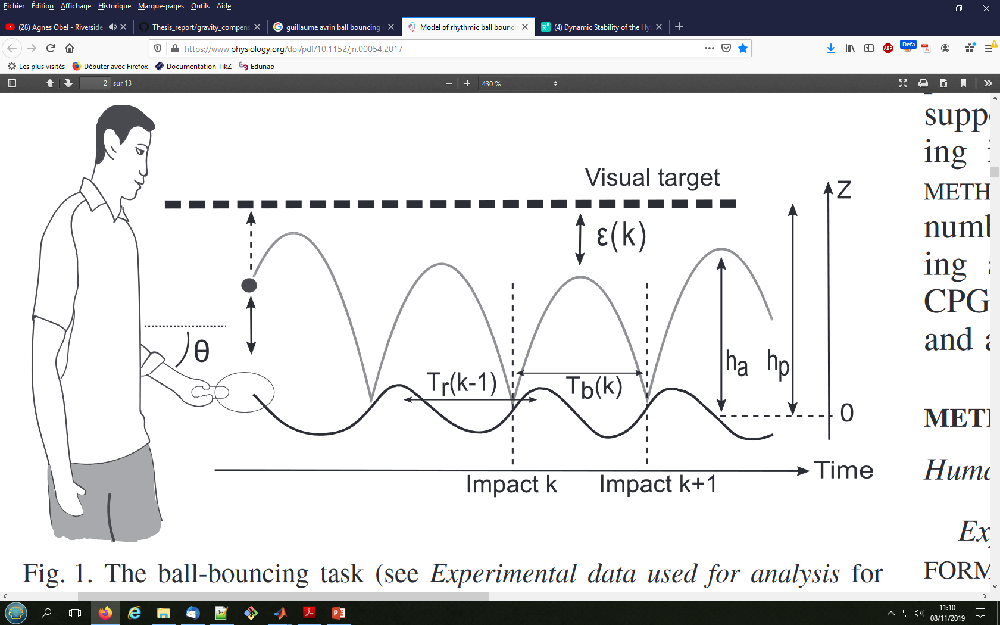 Fichier Édition Affichage Historique Marque-pages Outils Aide
(28) Agnes Obel - Riverside
Thesis_report/gravity_compens
guillaume avrin ball bouncing
Model of rhythmic ball bounci
(4) Dynamic Stability of the Hy
https://www.physiology.org/doi/pdf/10.1152/jn.00054.2017
ABP
Defa
Les plus visités Débuter avec Firefox Documentation TikZ Edunao
2 sur 13
430 %
Visual target
Z
ε(k)
θ
Tr(k-1)
Tb(k)
ha
hp
0
Time
Impact k
Impact k+1
Fig. 1. The ball-bouncing task (see Experimental data used for analysis for
supp
ing
METH
numb
ing
CPG
and a
METI
Huma
Ex
FORM
11:10
08/11/2019